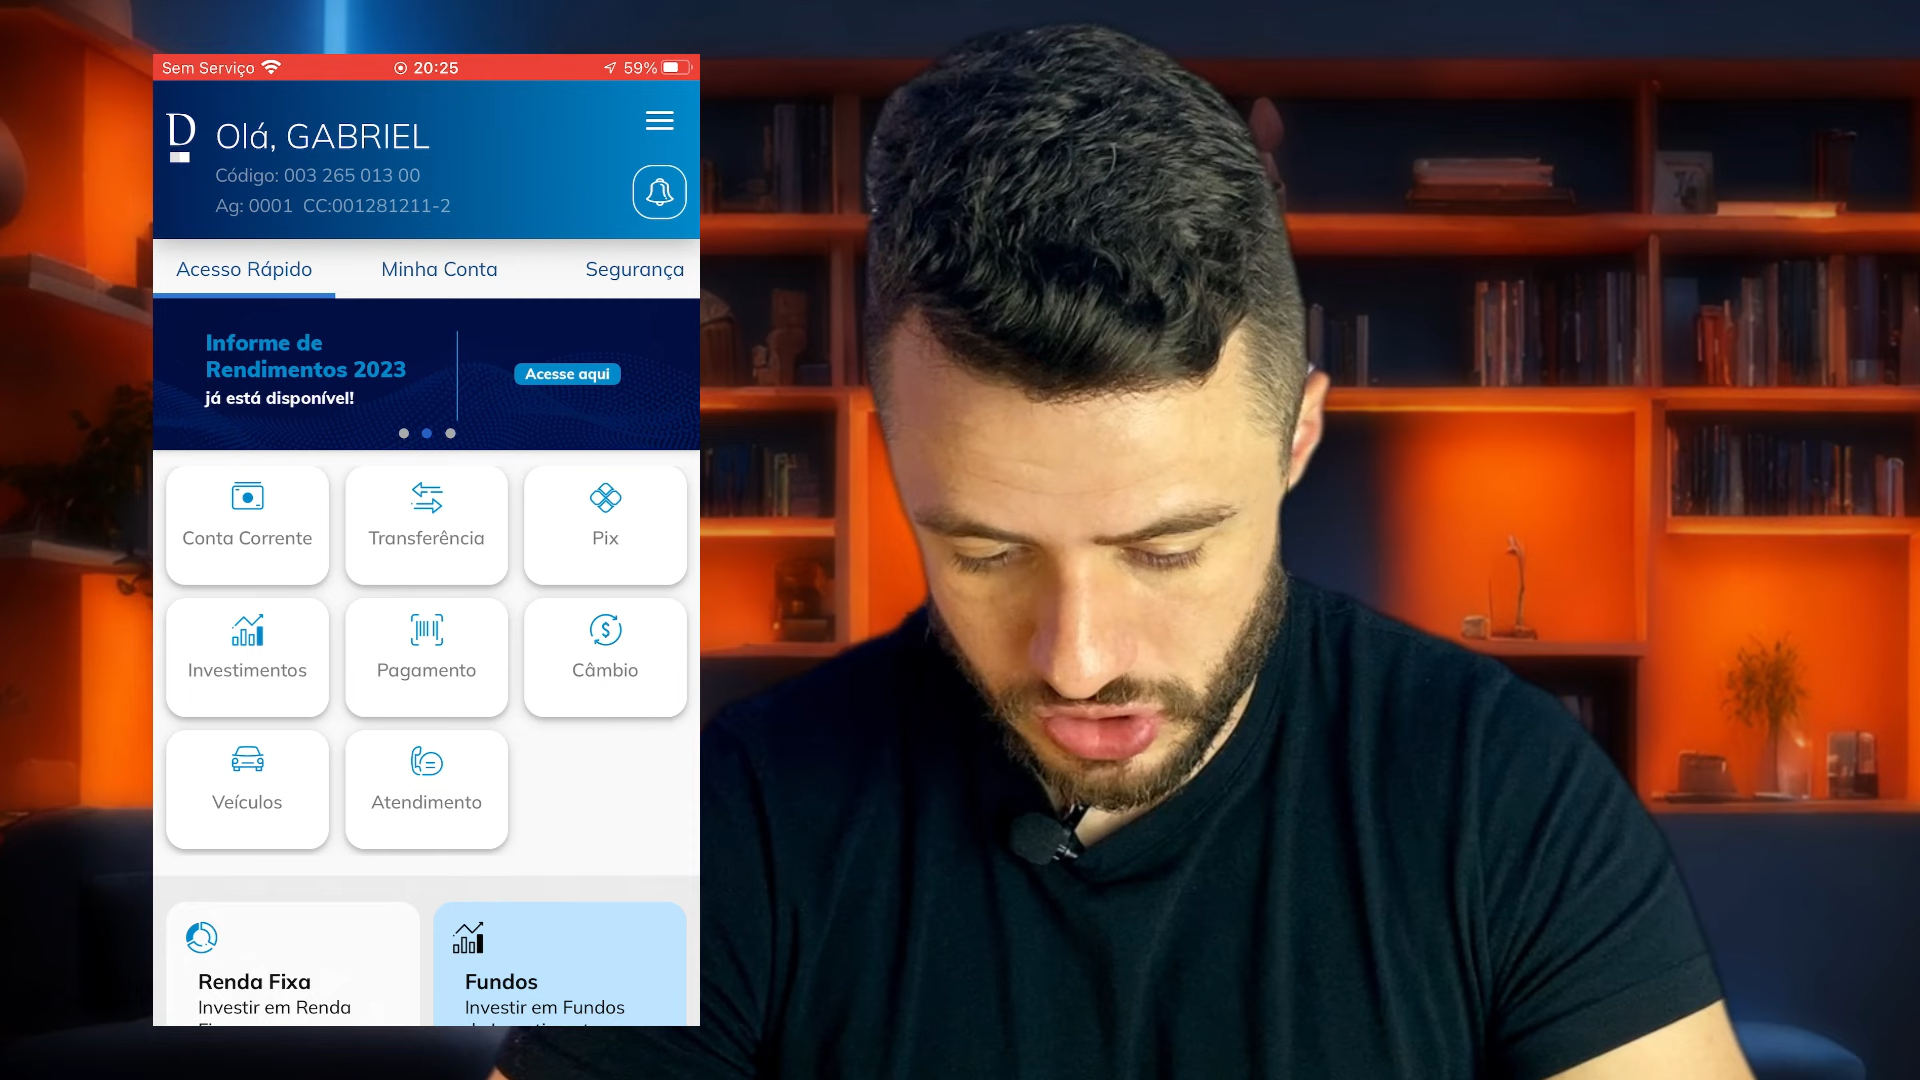 Sem Serviço 20:25 59%
D
Olá, GABRIEL
Código: 003 265 013 00
Ag: 0001 CC:001281211-2
Acesso Rápido Minha Conta Segurança
Informe de
Rendimentos 2023
já está disponível!
Acesse aqui
Conta Corrente Transferência Pix
Investimentos Pagamento Câmbio
Veículos Atendimento
Renda Fixa
Investir em Renda
Fundos
Investir em Fundos